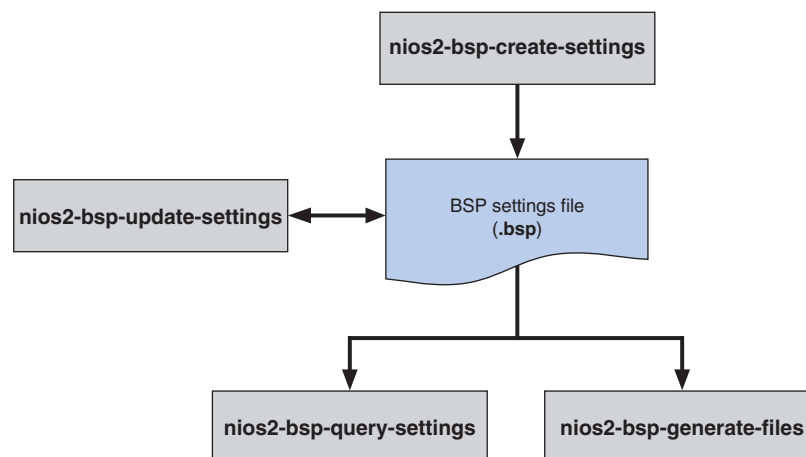 nios2-bsp-create-settings
BSP settings file
(.bsp)
nios2-bsp-update-settings
nios2-bsp-query-settings
nios2-bsp-generate-files